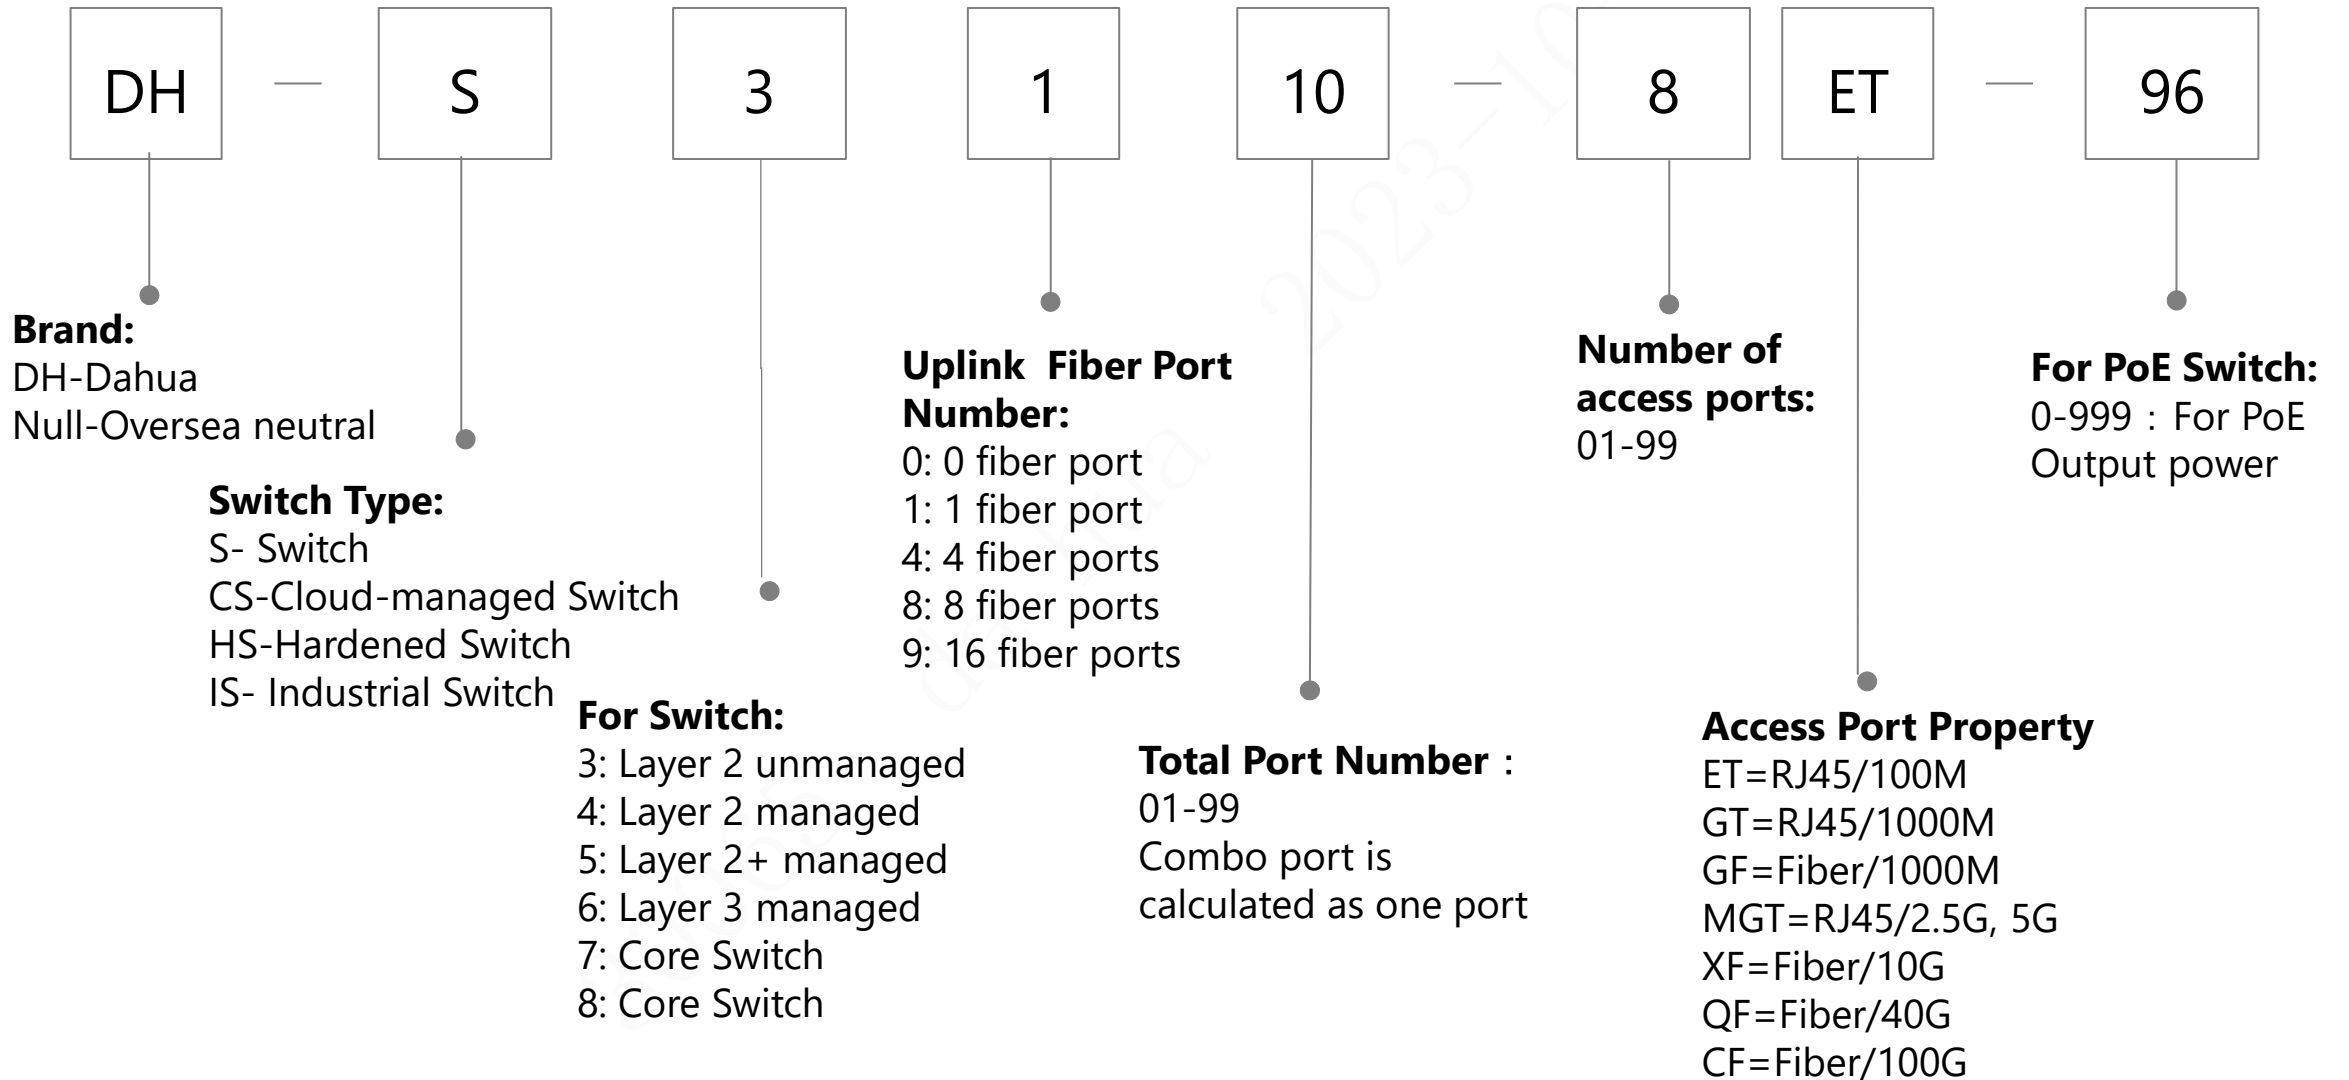 DH — S 3 1 10 — 8 ET — 96
Brand:
DH-Dahua
Null-Oversea neutral
Switch Type:
S- Switch
CS-Cloud-managed Switch
HS-Hardened Switch
IS- Industrial Switch
For Switch:
3: Layer 2 unmanaged
4: Layer 2 managed
5: Layer 2+ managed
6: Layer 3 managed
7: Core Switch
8: Core Switch
Uplink  Fiber Port
Number:
0: 0 fiber port
1: 1 fiber port
4: 4 fiber ports
8: 8 fiber ports
9: 16 fiber ports
Total Port Number：
01-99
Combo port is
calculated as one port
Number of
access ports:
01-99
Access Port Property
ET=RJ45/100M
GT=RJ45/1000M
GF=Fiber/1000M
MGT=RJ45/2.5G, 5G
XF=Fiber/10G
QF=Fiber/40G
CF=Fiber/100G
For PoE Switch:
0-999：For PoE
Output power